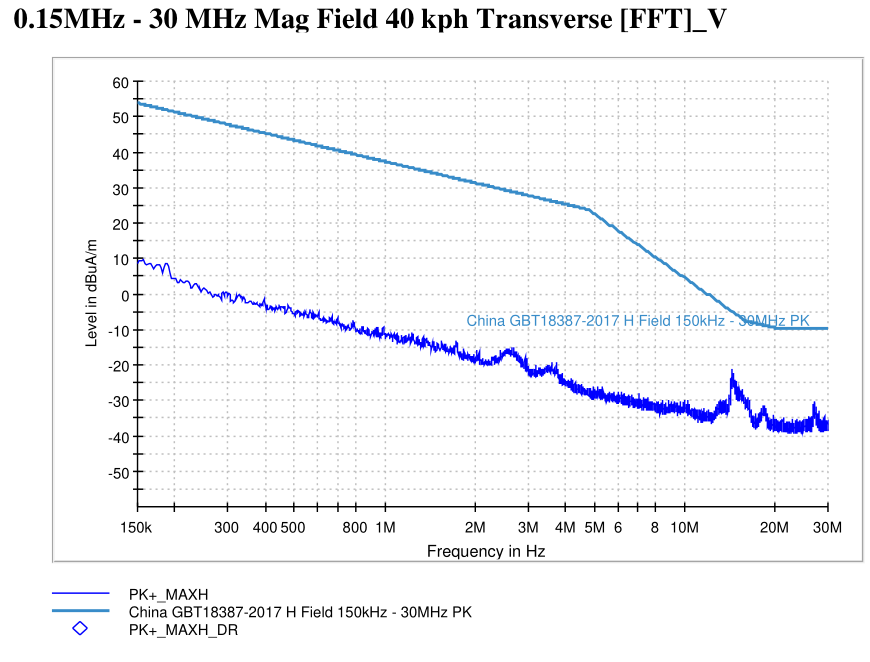 0.15MHz - 30 MHz Mag Field 40 kph Transverse [FFT]_V
60
50
40
30
20
10
0
-10
-20
-30
-40
-50
Level in dBuA/m
China GBT18387-2017 H Field 150kHz - 30MHz PK
150k 300 400 500 800 1M 2M 3M 4M 5M 6 8 10M 20M 30M
Frequency in Hz
PK+_MAXH
China GBT18387-2017 H Field 150kHz - 30MHz PK
PK+_MAXH_DR